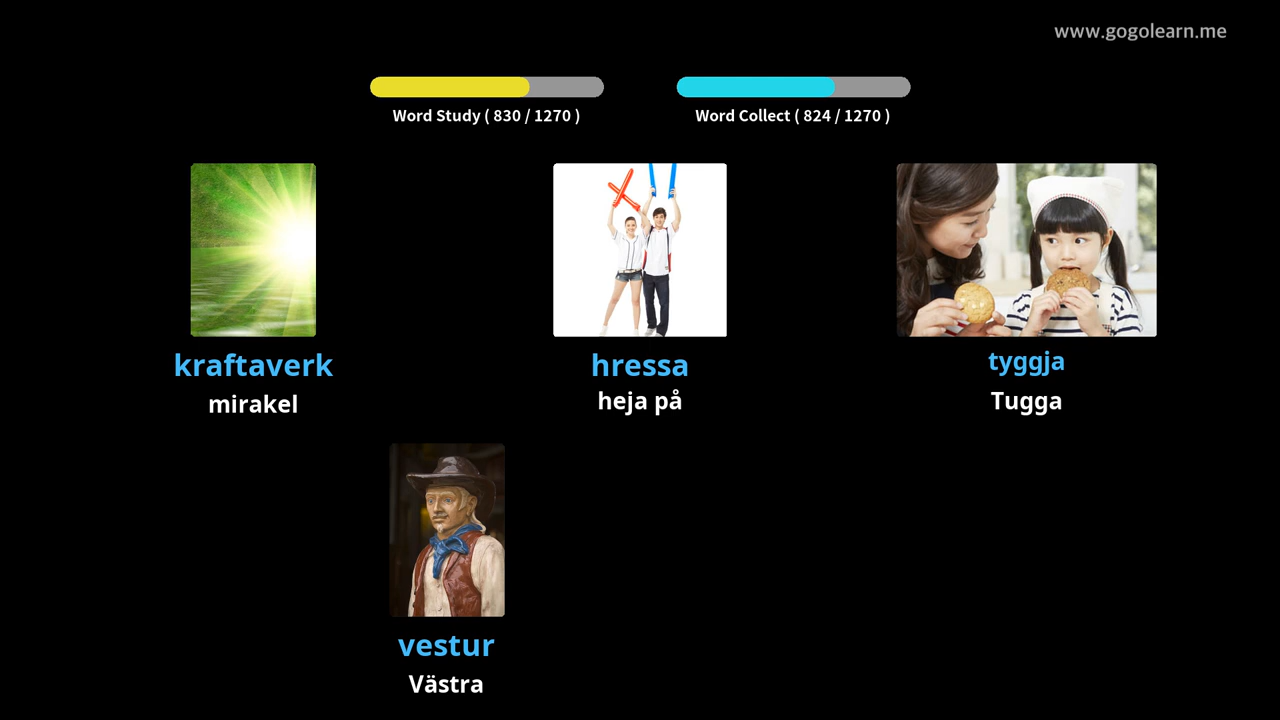 www.gogolearn.me
Word Study ( 830 / 1270 )
Word Collect ( 824 / 1270 )
kraftaverk
mirakel
hressa
heja på
tyggja
Tugga
vestur
Västra